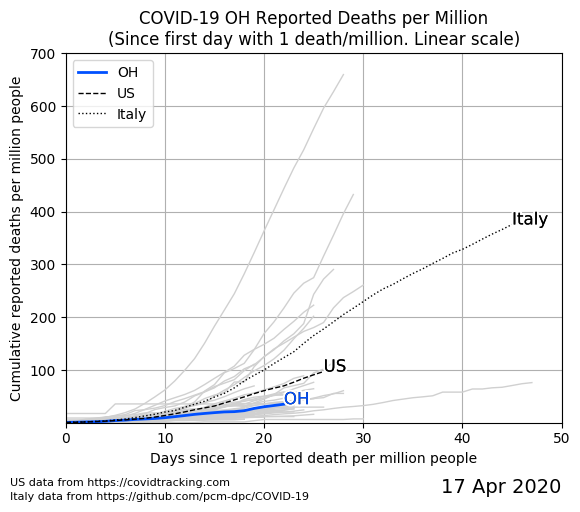 COVID-19 OH Reported Deaths per Million
(Since first day with 1 death/million. Linear scale)
700
600
500
400
300
200
100
Cumulative reported deaths per million people
OH
US
Italy
Italy
US
OH
0
10
20
30
40
50
Days since 1 reported death per million people
US data from https://covidtracking.com
Italy data from https://github.com/pcm-dpc/COVID-19
17 Apr 2020